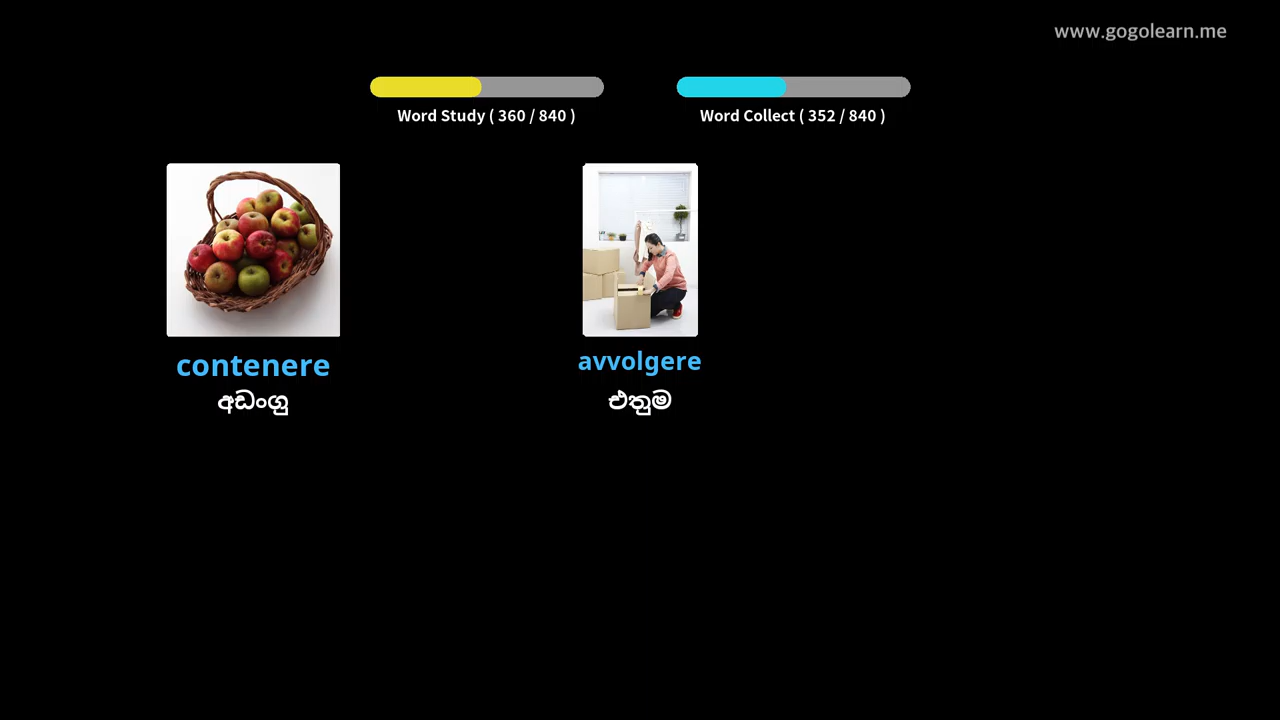 www.gogolearn.me
Word Study ( 360 / 840 )
Word Collect ( 352 / 840 )
contenere
අඩංගු
avvolgere
එතුම